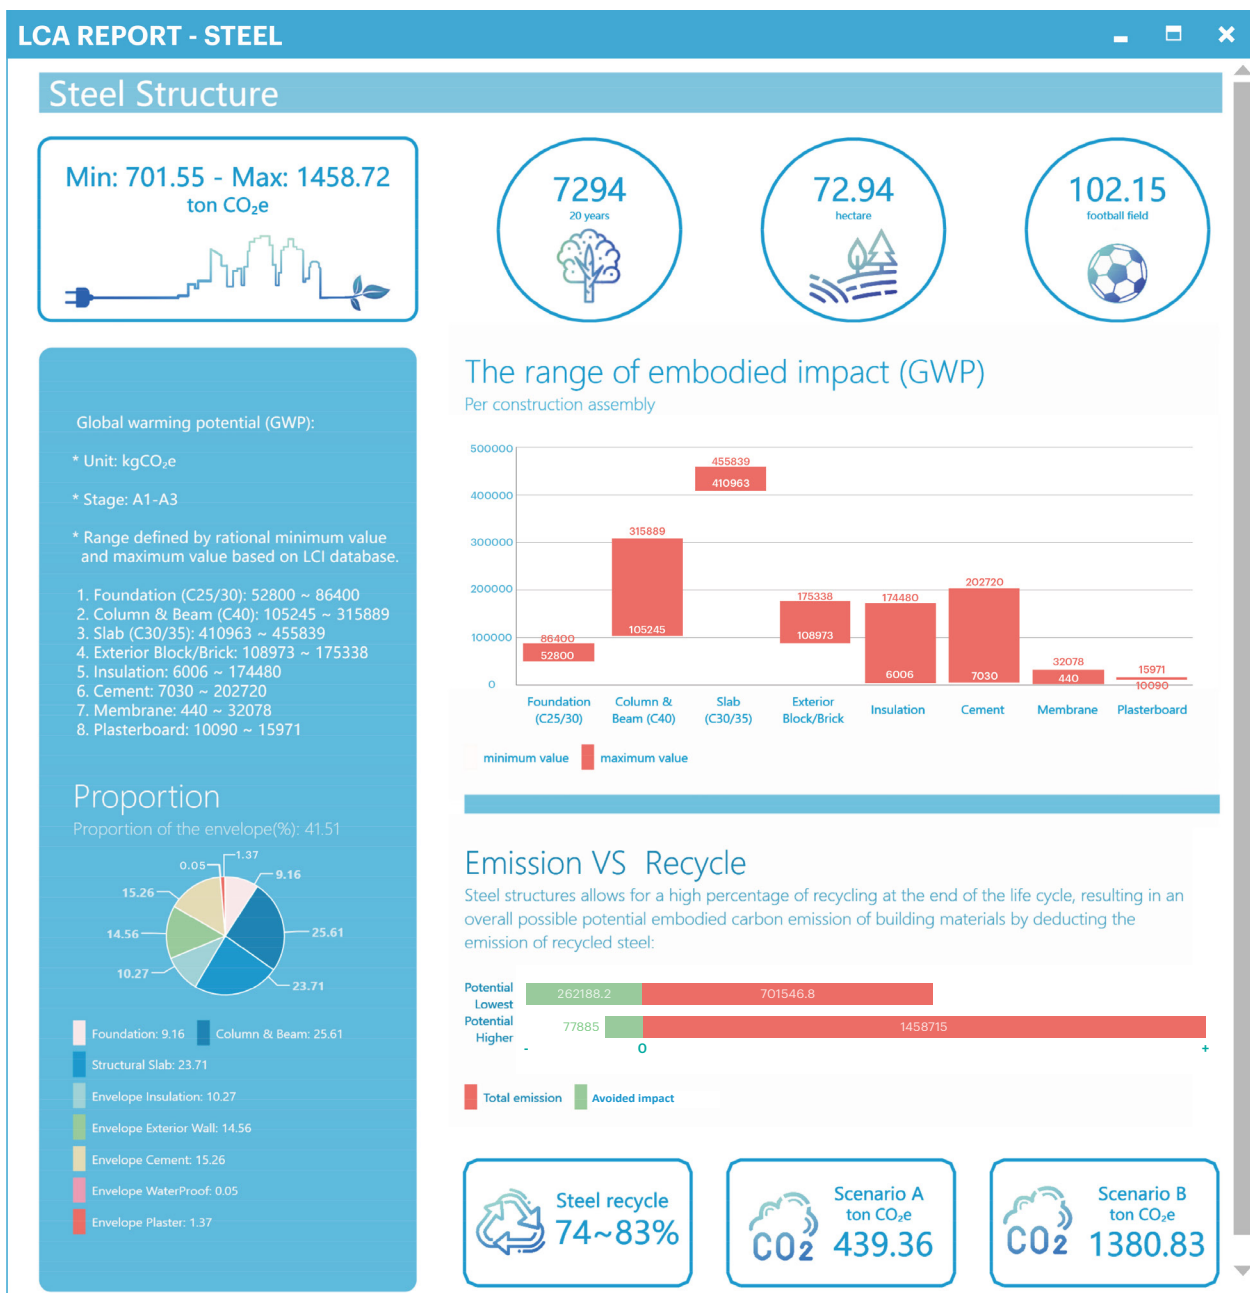 LCA REPORT - STEEL
Steel Structure
Min: 701.55 - Max: 1458.72
ton CO₂e
7294
20 years
72.94
hectare
102.15
football field
Global warming potential (GWP):
* Unit: kgCO₂e
* Stage: A1-A3
* Range defined by rational minimum value
and maximum value based on LCI database.
1. Foundation (C25/30): 52800 ~ 86400
2. Column & Beam (C40): 105245 ~ 315889
3. Slab (C30/35): 410963 ~ 455839
4. Exterior Block/Brick: 108973 ~ 175338
5. Insulation: 6006 ~ 174480
6. Cement: 7030 ~ 202720
7. Membrane: 440 ~ 32078
8. Plasterboard: 10090 ~ 15971
Proportion
Proportion of the envelope(%): 41.51
1.37
0.05
9.16
15.26
14.56
25.61
10.27
23.71
Foundation: 9.16
Column & Beam: 25.61
Structural Slab: 23.71
Envelope Insulation: 10.27
Envelope Exterior Wall: 14.56
Envelope Cement: 15.26
Envelope WaterProof: 0.05
Envelope Plaster: 1.37
The range of embodied impact (GWP)
Per construction assembly
500000
400000
300000
200000
100000
0
86400
52800
315889
105245
455839
410963
175338
108973
174480
6006
202720
7030
32078
440
15971
10090
Foundation
(C25/30)
Column &
Beam (C40)
Slab
(C30/35)
Exterior
Block/Brick
Insulation
Cement
Membrane
Plasterboard
minimum value
maximum value
Emission VS Recycle
Steel structures allows for a high percentage of recycling at the end of the life cycle, resulting in an
overall possible potential embodied carbon emission of building materials by deducting the
emission of recycled steel:
Potential
Lowest
262188.2
701546.8
Potential
Higher
77885
1458715
-
0
+
Total emission
Avoided impact
Steel recycle
74~83%
CO2
Scenario A
ton CO₂e
439.36
CO2
Scenario B
ton CO₂e
1380.83